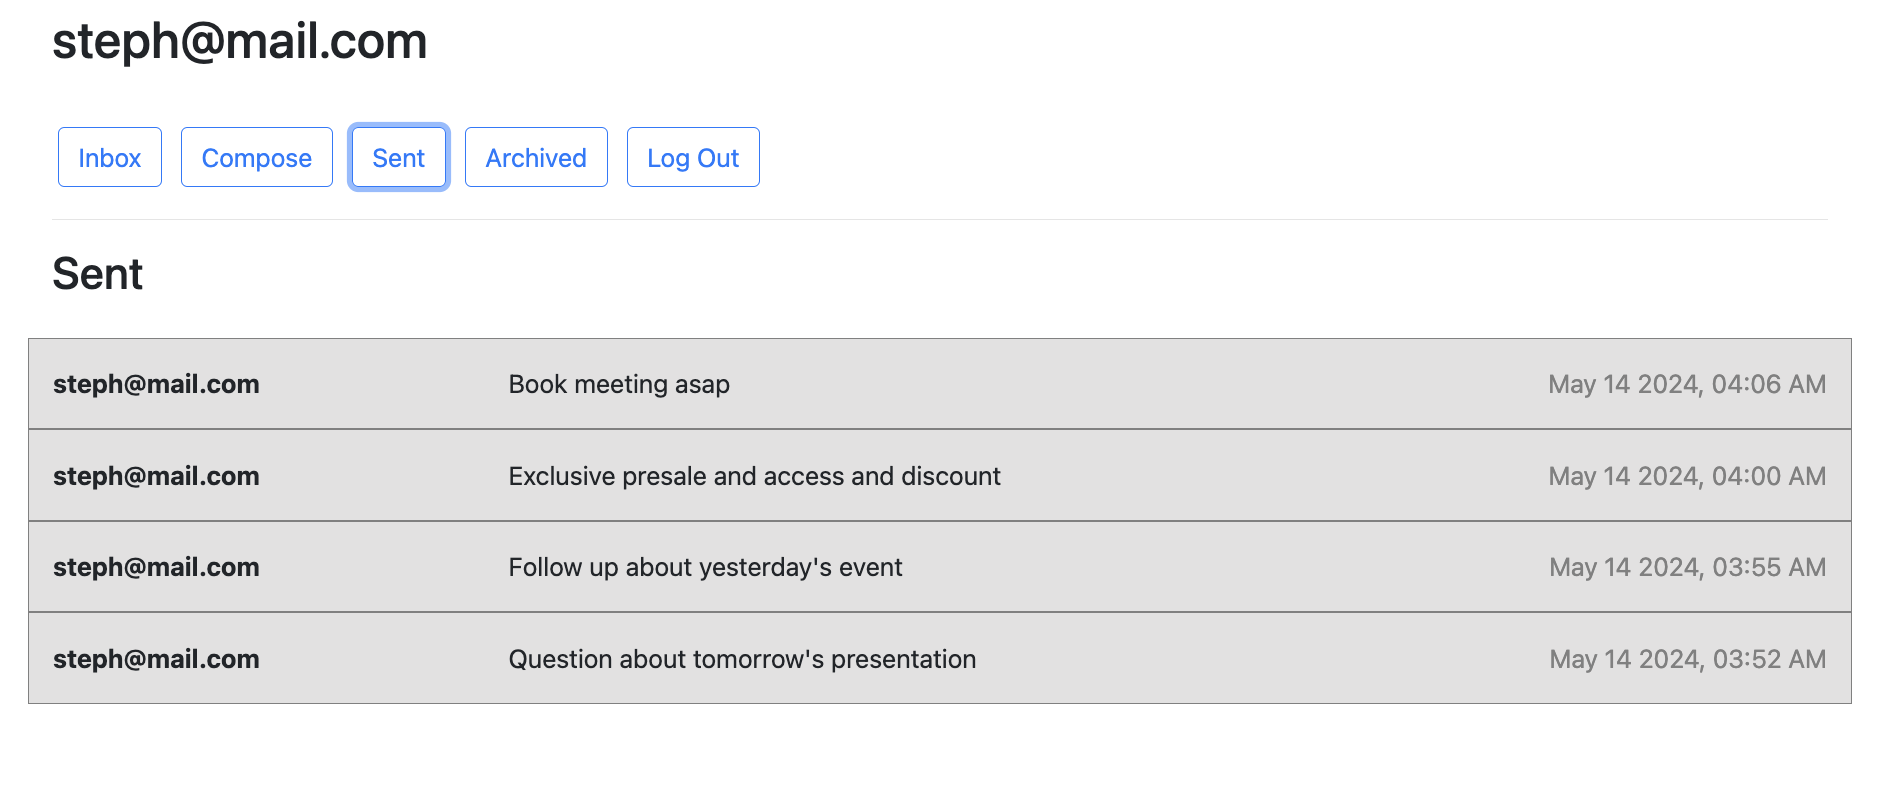 steph@mail.com
Inbox Compose Sent Archived Log Out
Sent
steph@mail.com Book meeting asap May 14 2024, 04:06 AM
steph@mail.com Exclusive presale and access and discount May 14 2024, 04:00 AM
steph@mail.com Follow up about yesterday's event May 14 2024, 03:55 AM
steph@mail.com Question about tomorrow's presentation May 14 2024, 03:52 AM